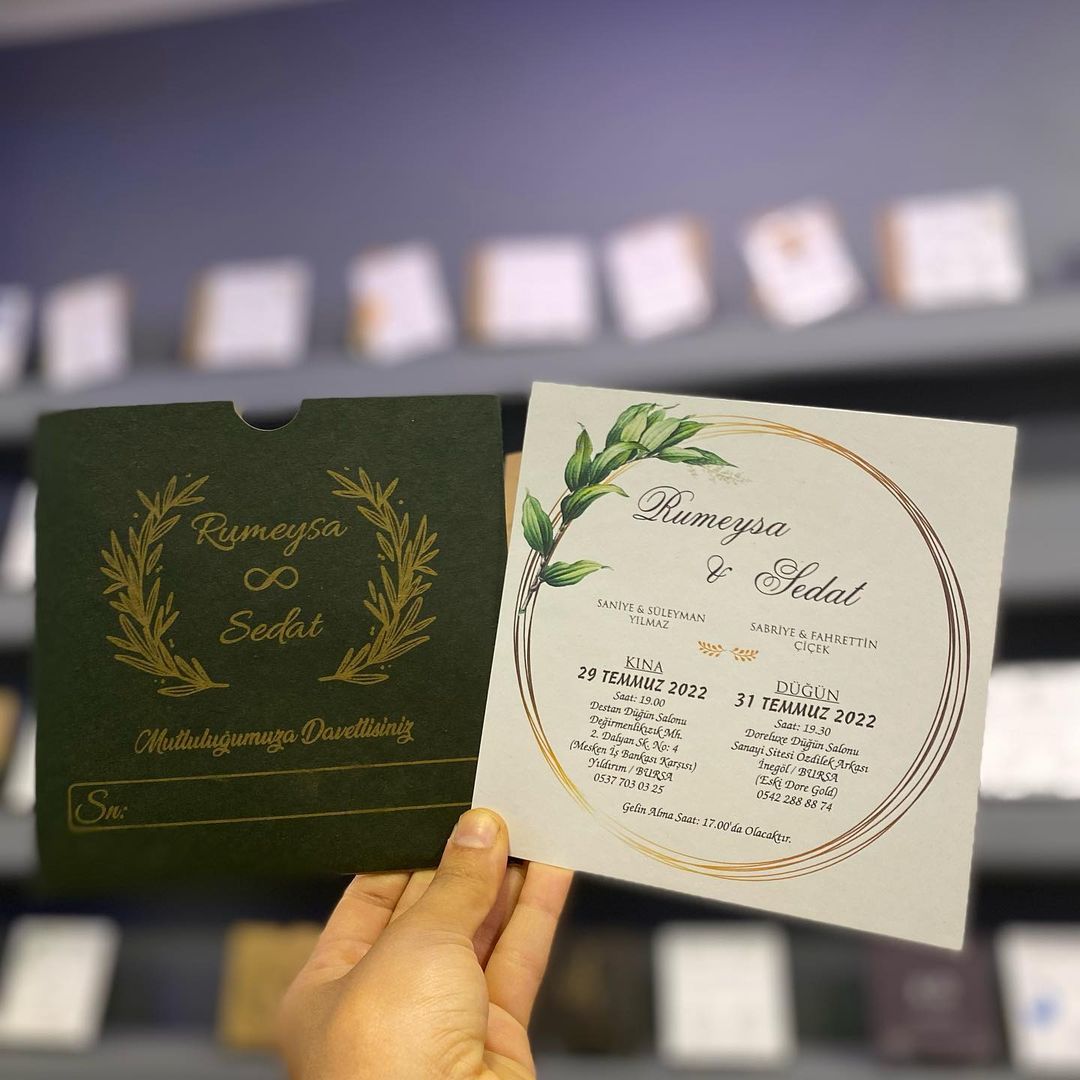 Rumeysa
∞
Sedat
Mutluluğumuza Davetlisiniz
Sn:
Rumeysa
& Sedat
SANİYE & SÜLEYMAN
YILMAZ
SABRİYE & FAHRETTİN
ÇİÇEK
KINA
29 TEMMUZ 2022
Saat: 19.00
Destan Düğün Salonu
Değirmenlikızık Mh.
2. Dalyan Sk. No: 4
(Mesken İş Bankası Karşısı)
Yıldırım / BURSA
0537 703 03 25
DÜĞÜN
31 TEMMUZ 2022
Saat: 19.30
Doreluxe Düğün Salonu
Sanayi Sitesi Özdilek Arkası
İnegöl / BURSA
(Eski Dore Gold)
0542 288 88 74
Gelin Alma Saat: 17.00'da Olacaktır.